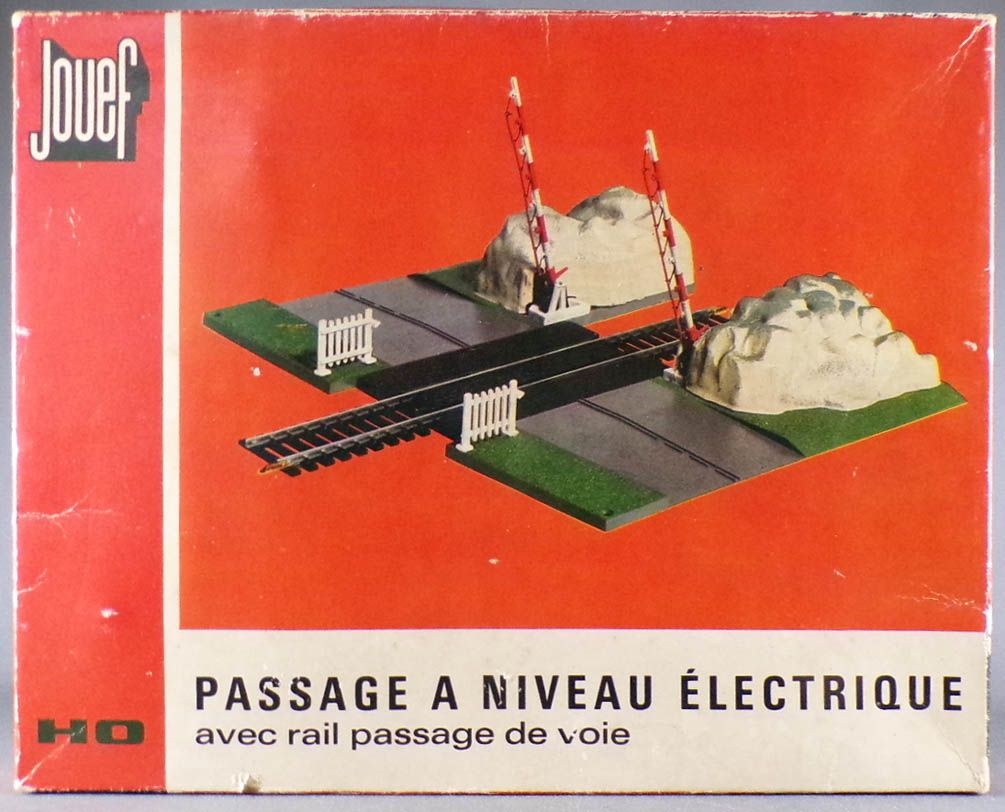 Jouef
PASSAGE A NIVEAU ÉLECTRIQUE
avec rail passage de voie
HO